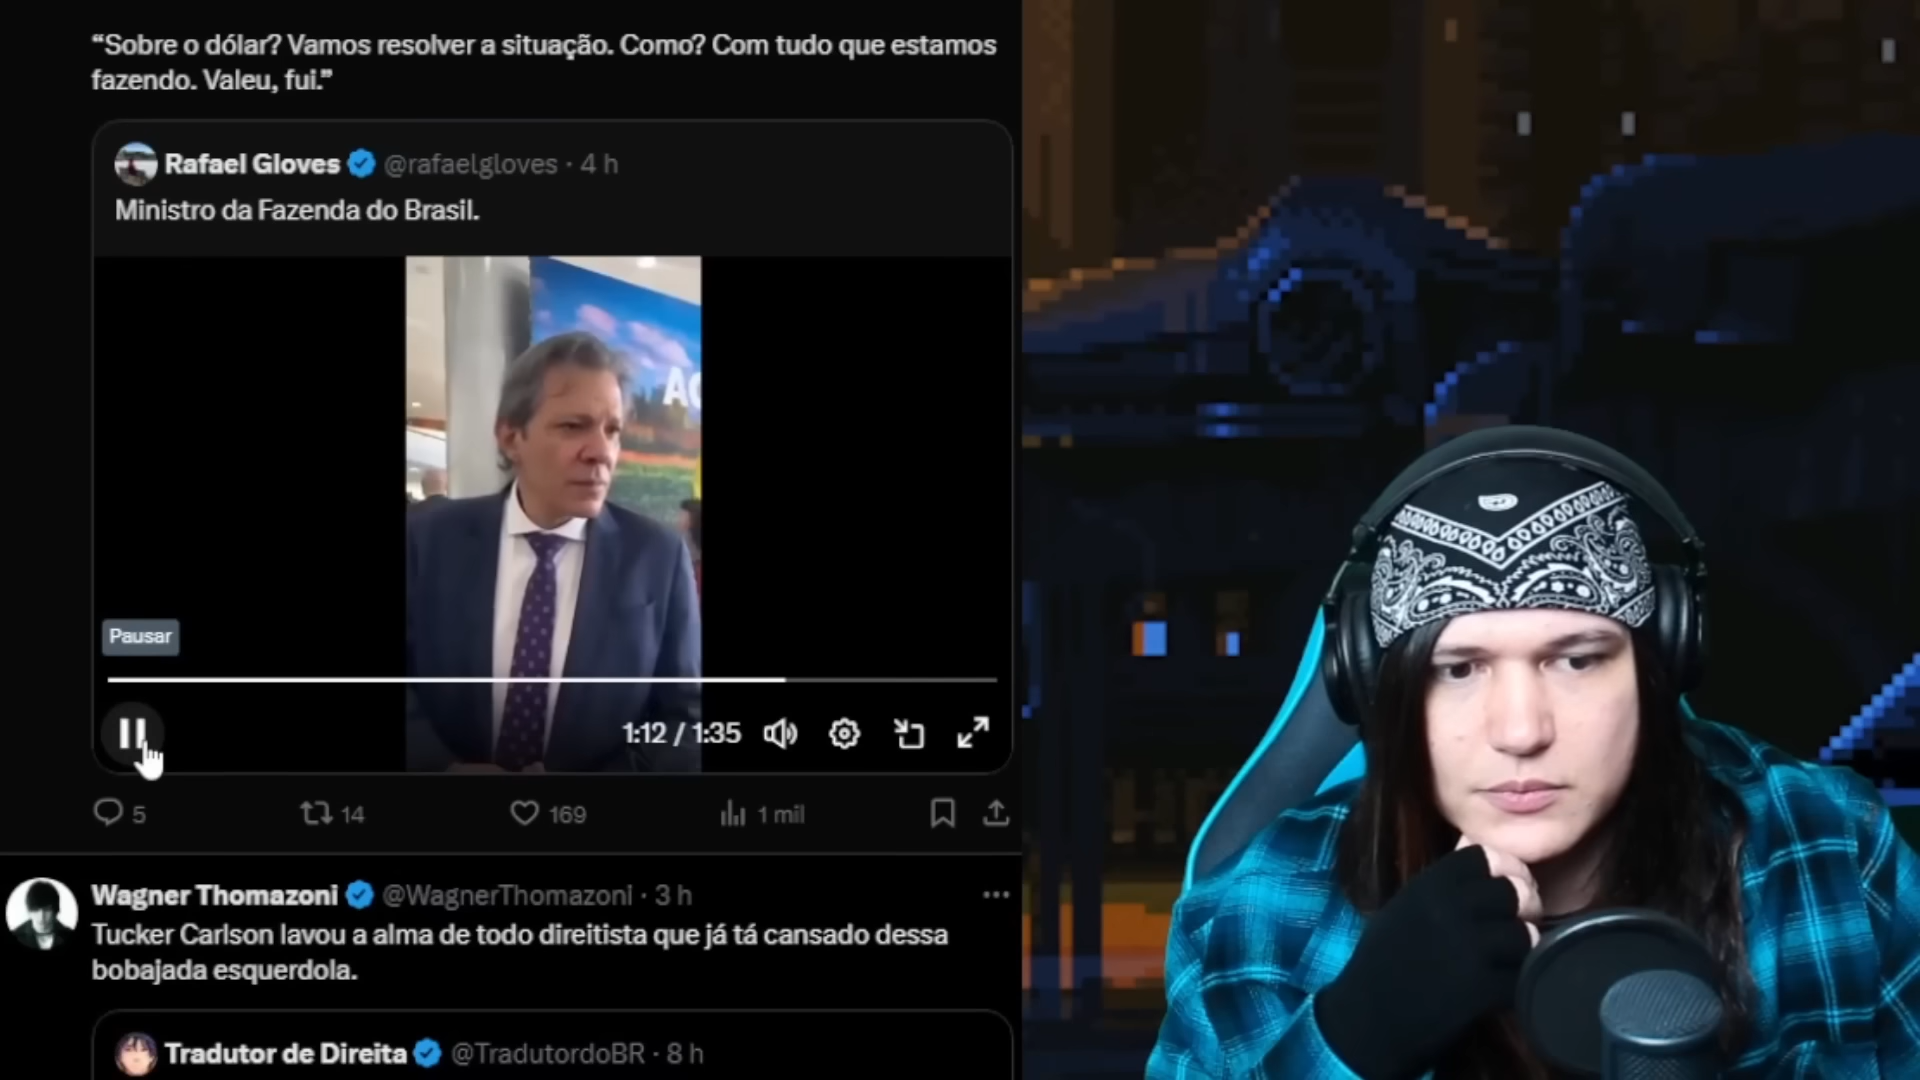 “Sobre o dólar? Vamos resolver a situação. Como? Com tudo que estamos
fazendo. Valeu, fui.”
Rafael Gloves @rafaelgloves · 4 h
Ministro da Fazenda do Brasil.
Pausar
1:12 / 1:35
5 14 169 1 mil
Wagner Thomazoni @WagnerThomazoni · 3 h
Tucker Carlson lavou a alma de todo direitista que já tá cansado dessa
bobajada esquerdola.
Tradutor de Direita @TradutordoBR · 8 h